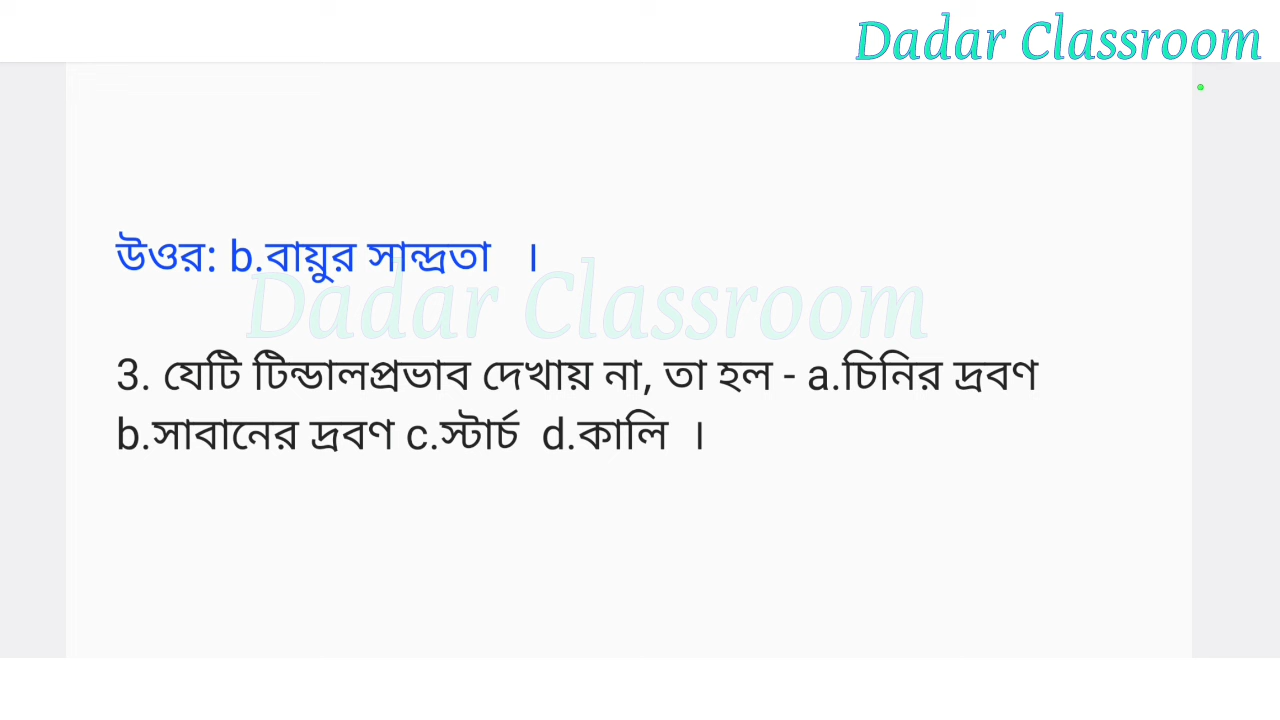 Dadar Classroom
উওর: b.বায়ুর সান্দ্রতা ।
Dadar Classroom
3. যেটি টিন্ডালপ্রভাব দেখায় না, তা হল - a.চিনির দ্রবণ
b.সাবানের দ্রবণ c.স্টার্চ d.কালি ।